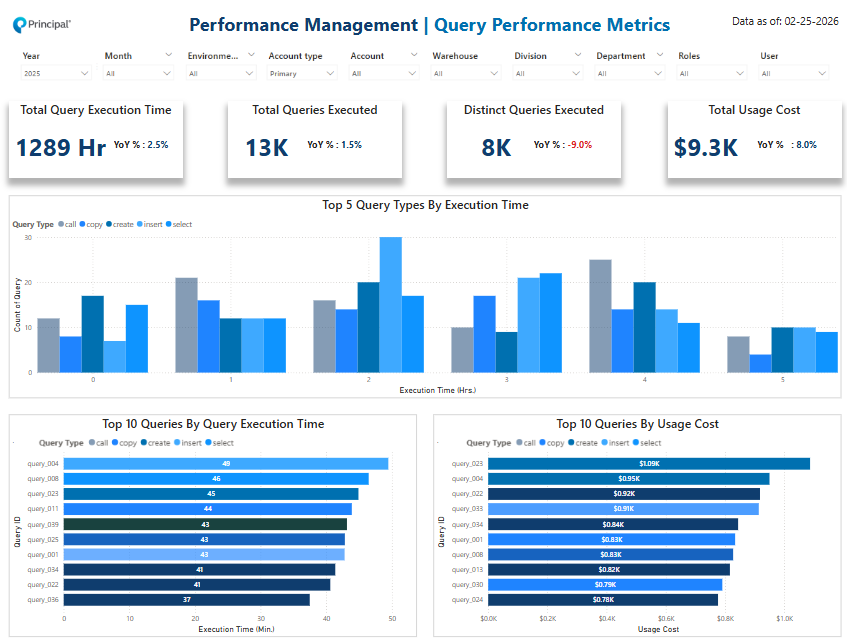 Principal®
Performance Management | Query Performance Metrics
Data as of: 02-25-2026
Year Month Environme... Account type Account Warehouse Division Department Roles User
2025 All All Primary All All All All All All
Total Query Execution Time
1289 Hr YoY % : 2.5%
Total Queries Executed
13K YoY % : 1.5%
Distinct Queries Executed
8K YoY % : -9.0%
Total Usage Cost
$9.3K YoY % : 8.0%
Top 5 Query Types By Execution Time
Query Type call copy create insert select
Count of Query
30
20
10
0
0 1 2 3 4 5
Execution Time (Hrs.)
Top 10 Queries By Query Execution Time
Query Type call copy create insert select
Query ID
query_004 49
query_008 46
query_023 45
query_011 44
query_039 43
query_025 43
query_001 43
query_034 41
query_022 41
query_036 37
0 10 20 30 40 50
Execution Time (Min.)
Top 10 Queries By Usage Cost
Query Type call copy create insert select
Query ID
query_023 $1.09K
query_004 $0.95K
query_022 $0.92K
query_033 $0.91K
query_034 $0.84K
query_001 $0.83K
query_008 $0.83K
query_013 $0.82K
query_030 $0.79K
query_024 $0.78K
$0.0K $0.2K $0.4K $0.6K $0.8K $1.0K
Usage Cost